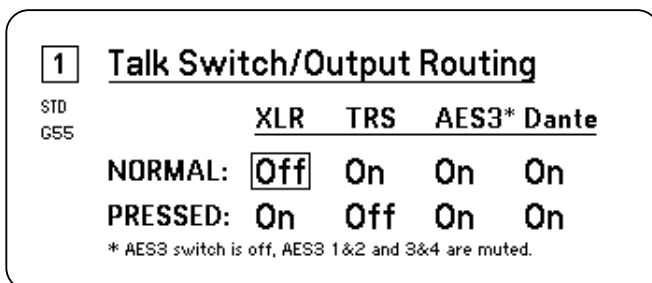 1 Talk Switch/Output Routing
STD
G55
XLR TRS AES3* Dante
NORMAL: Off On On On
PRESSED: On Off On On
* AES3 switch is off, AES3 1&2 and 3&4 are muted.